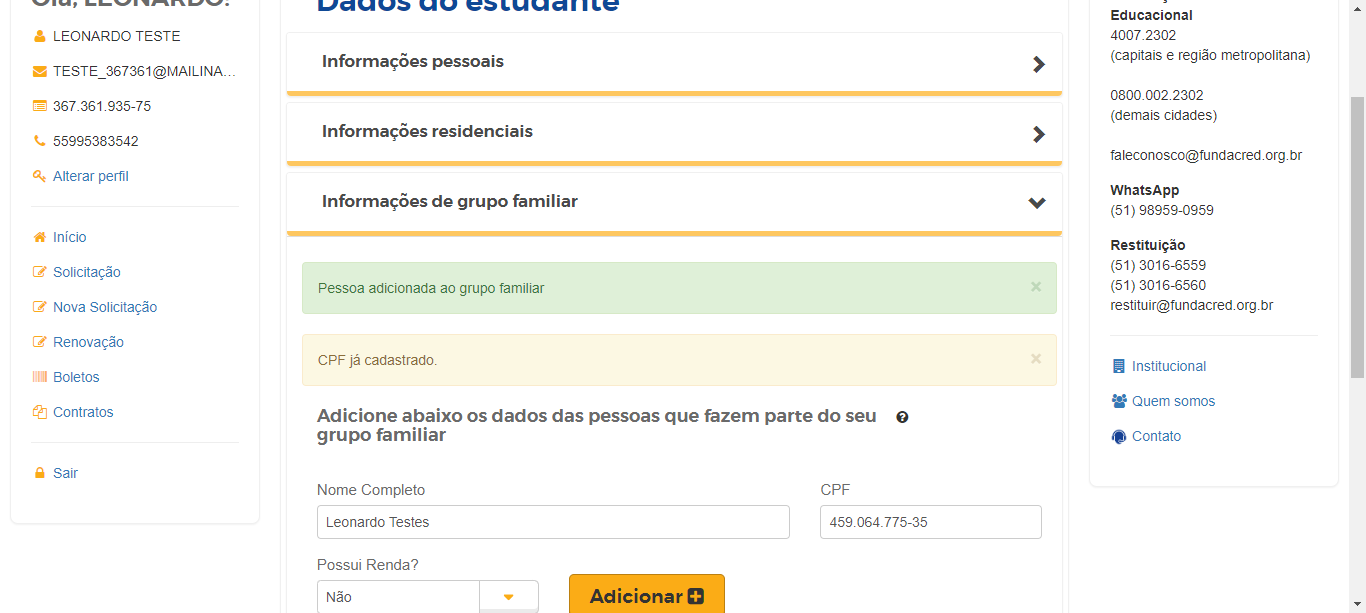 Olá, LEONARDO!
LEONARDO TESTE
TESTE_367361@MAILINA...
367.361.935-75
55995383542
Alterar perfil
Início
Solicitação
Nova Solicitação
Renovação
Boletos
Contratos
Sair
Dados do estudante
Informações pessoais
Informações residenciais
Informações de grupo familiar
Pessoa adicionada ao grupo familiar
×
CPF já cadastrado.
×
Adicione abaixo os dados das pessoas que fazem parte do seu
grupo familiar
Nome Completo
Leonardo Testes
CPF
459.064.775-35
Possui Renda?
Não
Adicionar
Educacional
4007.2302
(capitais e região metropolitana)
0800.002.2302
(demais cidades)
faleconosco@fundacred.org.br
WhatsApp
(51) 98959-0959
Restituição
(51) 3016-6559
(51) 3016-6560
restituir@fundacred.org.br
Institucional
Quem somos
Contato